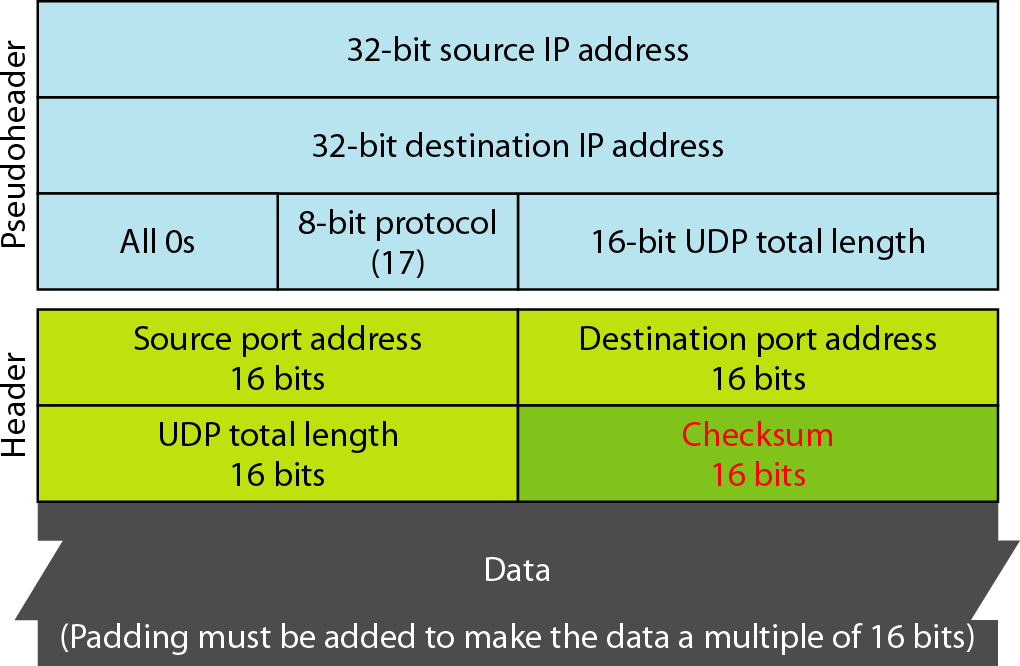 Pseudoheader
32-bit source IP address
32-bit destination IP address
All 0s
8-bit protocol
(17)
16-bit UDP total length
Header
Source port address
16 bits
Destination port address
16 bits
UDP total length
16 bits
Checksum
16 bits
Data
(Padding must be added to make the data a multiple of 16 bits)